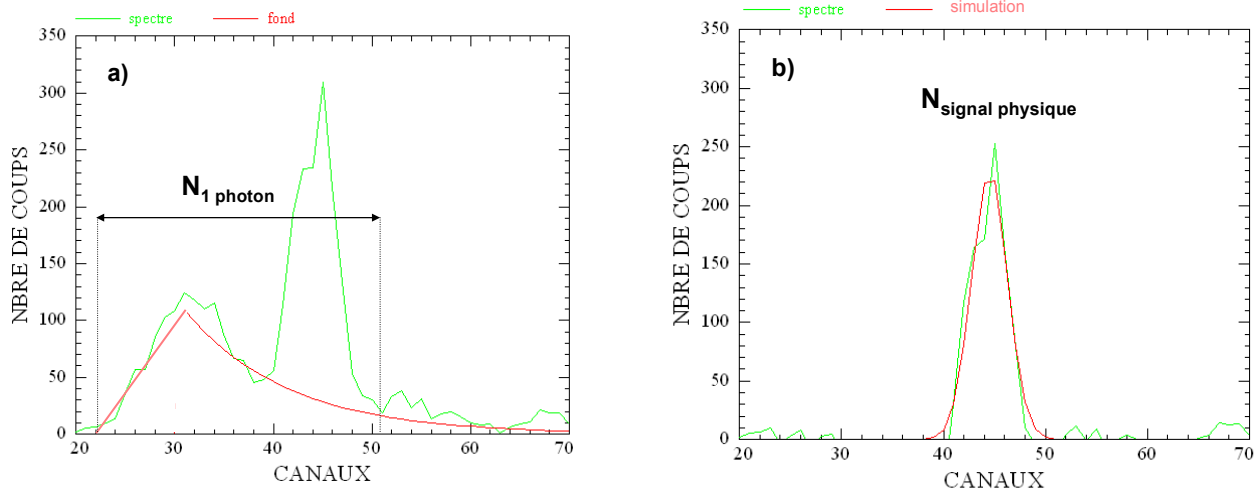 spectre fond
a)
N1 photon
NBRE DE COUPS
350
300
250
200
150
100
50
0
20 30 40 50 60 70
CANAUX
spectre simulation
b)
Nsignal physique
NBRE DE COUPS
350
300
250
200
150
100
50
0
20 30 40 50 60 70
CANAUX